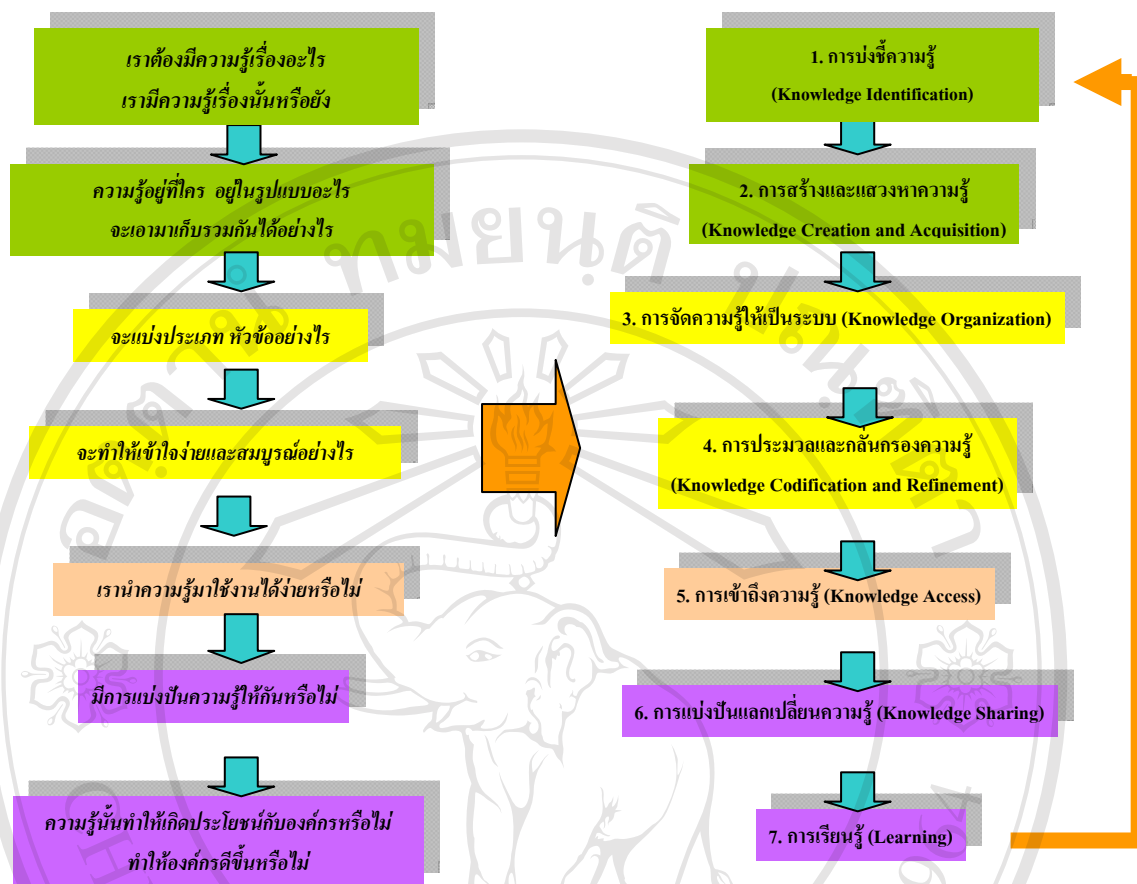 เราต้องมีความรู้เรื่องอะไร
เรามีความรู้เรื่องนั้นหรือยัง
ความรู้อยู่ที่ใคร อยู่ในรูปแบบอะไร
จะเอามาเก็บรวมกันได้อย่างไร
จะแบ่งประเภท หัวข้ออย่างไร
จะทำให้เข้าใจง่ายและสมบูรณ์อย่างไร
เรานำความรู้มาใช้งานได้ง่ายหรือไม่
มีการแบ่งปันความรู้ให้กันหรือไม่
ความรู้นั้นทำให้เกิดประโยชน์กับองค์กรหรือไม่
ทำให้องค์กรดีขึ้นหรือไม่
1. การบ่งชี้ความรู้
(Knowledge Identification)
2. การสร้างและแสวงหาความรู้
(Knowledge Creation and Acquisition)
3. การจัดความรู้ให้เป็นระบบ (Knowledge Organization)
4. การประมวลและกลั่นกรองความรู้
(Knowledge Codification and Refinement)
5. การเข้าถึงความรู้ (Knowledge Access)
6. การแบ่งปันแลกเปลี่ยนความรู้ (Knowledge Sharing)
7. การเรียนรู้ (Learning)